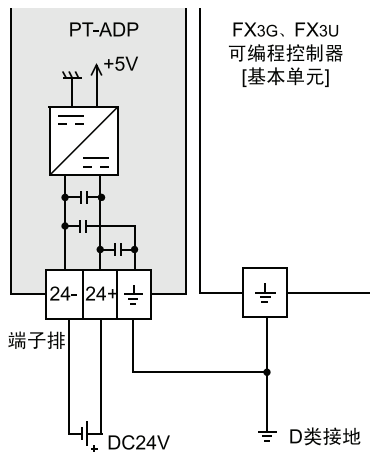 PT-ADP
+5V
FX3G、FX3U
可编程控制器
[基本单元]
24-
24+
端子排
DC24V
+
D类接地